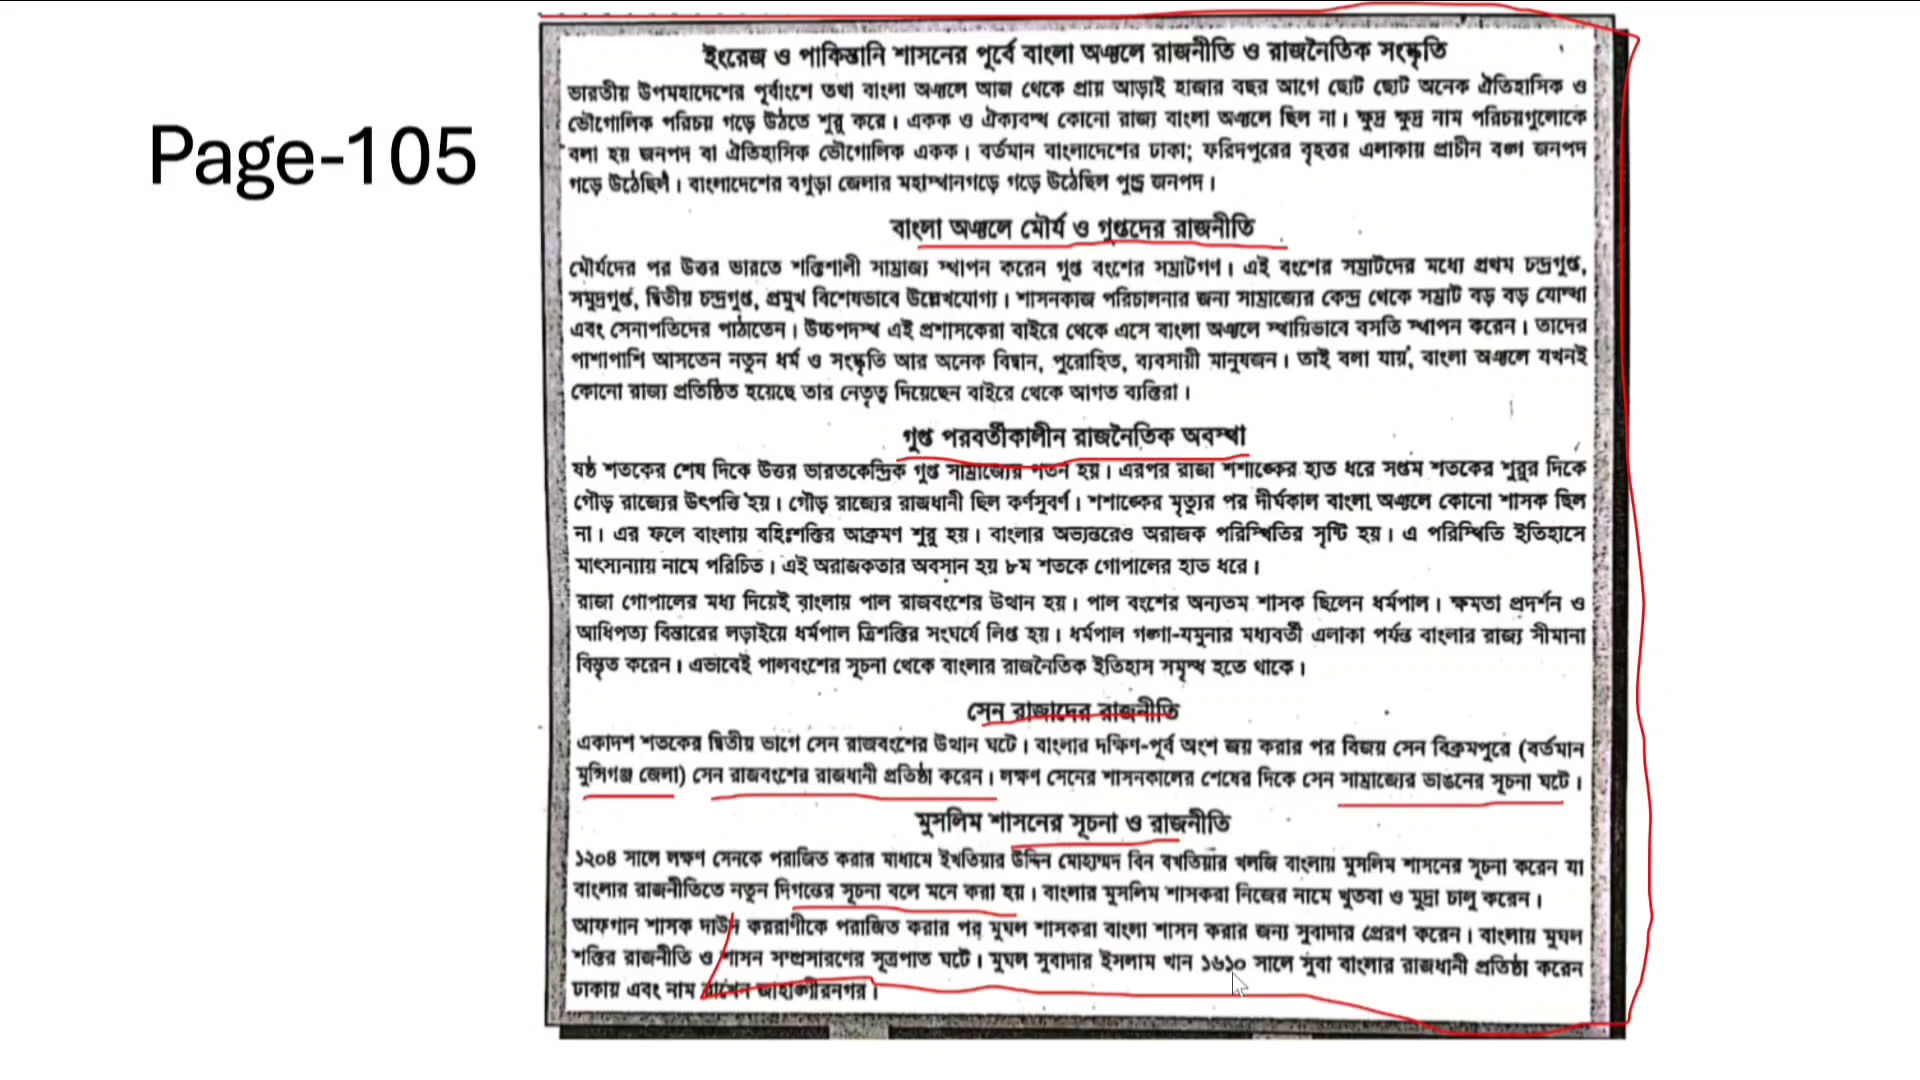 Page-105
ইংরেজ ও পাকিস্তানি শাসনের পূর্বে বাংলা অঞ্চলে রাজনীতি ও রাজনৈতিক সংস্কৃতি
ভারতীয় উপমহাদেশের পূর্বাংশে তথা বাংলা অঞ্চলে আজ থেকে প্রায় আড়াই হাজার বছর আগে ছোট ছোট অনেক ঐতিহাসিক ও
ভৌগোলিক পরিচয় গড়ে উঠতে শুরু করে। একক ও ঐক্যবদ্ধ কোনো রাজ্য বাংলা অঞ্চলে ছিল না। ক্ষুদ্র ক্ষুদ্র নাম পরিচয়গুলোকে
বলা হয় জনপদ বা ঐতিহাসিক ভৌগোলিক একক। বর্তমান বাংলাদেশের ঢাকা; ফরিদপুরের বৃহত্তর এলাকায় প্রাচীন বঙ্গ জনপদ
গড়ে উঠেছিল। বাংলাদেশের বগুড়া জেলার মহাস্থানগড়ে গড়ে উঠেছিল পুন্ড্র জনপদ।
বাংলা অঞ্চলে মৌর্য ও গুপ্তদের রাজনীতি
মৌর্যদের পর উত্তর ভারতে শক্তিশালী সাম্রাজ্য স্থাপন করেন গুপ্ত বংশের সম্রাটগণ। এই বংশের সম্রাটদের মধ্যে প্রথম চন্দ্রগুপ্ত,
সমুদ্রগুপ্ত, দ্বিতীয় চন্দ্রগুপ্ত, প্রমুখ বিশেষভাবে উল্লেখযোগ্য। শাসনকাজ পরিচালনার জন্য সাম্রাজ্যের কেন্দ্র থেকে সম্রাট বড় বড় যোদ্ধা
এবং সেনাপতিদের পাঠাতেন। উচ্চপদস্থ এই প্রশাসকেরা বাইরে থেকে এসে বাংলা অঞ্চলে স্থায়িভাবে বসতি স্থাপন করেন। তাদের
পাশাপাশি আসতেন নতুন ধর্ম ও সংস্কৃতি আর অনেক বিদ্বান, পুরোহিত, ব্যবসায়ী মানুষজন। তাই বলা যায়, বাংলা অঞ্চলে যখনই
কোনো রাজ্য প্রতিষ্ঠিত হয়েছে তার নেতৃত্ব দিয়েছেন বাইরে থেকে আগত ব্যক্তিরা।
গুপ্ত পরবর্তীকালীন রাজনৈতিক অবস্থা
ষষ্ঠ শতকের শেষ দিকে উত্তর ভারতকেন্দ্রিক গুপ্ত সাম্রাজ্যের পতন হয়। এরপর রাজা শশাঙ্কের হাত ধরে সপ্তম শতকের শুরুর দিকে
গৌড় রাজ্যের উৎপত্তি হয়। গৌড় রাজ্যের রাজধানী ছিল কর্ণসুবর্ণ। শশাঙ্কের মৃত্যুর পর দীর্ঘকাল বাংলা অঞ্চলে কোনো শাসক ছিল
না। এর ফলে বাংলায় বহিঃশক্তির আক্রমণ শুরু হয়। বাংলার অভ্যন্তরেও অরাজক পরিস্থিতির সৃষ্টি হয়। এ পরিস্থিতি ইতিহাসে
মাৎস্যন্যায় নামে পরিচিত। এই অরাজকতার অবসান হয় ৮ম শতকে গোপালের হাত ধরে।
রাজা গোপালের মধ্য দিয়েই বাংলায় পাল রাজবংশের উত্থান হয়। পাল বংশের অন্যতম শাসক ছিলেন ধর্মপাল। ক্ষমতা প্রদর্শন ও
আধিপত্য বিস্তারের লড়াইয়ে ধর্মপাল ত্রিশক্তির সংঘর্ষে লিপ্ত হয়। ধর্মপাল গঙ্গা-যমুনার মধ্যবর্তী এলাকা পর্যন্ত বাংলার রাজ্য সীমানা
বিস্তৃত করেন। এভাবেই পালবংশের সূচনা থেকে বাংলার রাজনৈতিক ইতিহাস সমৃদ্ধ হতে থাকে।
সেন রাজাদের রাজনীতি
একাদশ শতকের দ্বিতীয় ভাগে সেন রাজবংশের উত্থান ঘটে। বাংলার দক্ষিণ-পূর্ব অংশ জয় করার পর বিজয় সেন বিক্রমপুরে (বর্তমান
মুন্সিগঞ্জ জেলা) সেন রাজবংশের রাজধানী প্রতিষ্ঠা করেন। লক্ষণ সেনের শাসনকালের শেষের দিকে সেন সাম্রাজ্যের ভাঙনের সূচনা ঘটে।
মুসলিম শাসনের সূচনা ও রাজনীতি
১২০৪ সালে লক্ষণ সেনকে পরাজিত করার মাধ্যমে ইখতিয়ার উদ্দিন মোহাম্মদ বিন বখতিয়ার খলজি বাংলায় মুসলিম শাসনের সূচনা করেন যা
বাংলার রাজনীতিতে নতুন দিগন্তের সূচনা বলে মনে করা হয়। বাংলার মুসলিম শাসকরা নিজের নামে খুতবা ও মুদ্রা চালু করেন।
আফগান শাসক দাউদ কররাণীকে পরাজিত করার পর মুঘল শাসকরা বাংলা শাসন করার জন্য সুবাদার প্রেরণ করেন। বাংলায় মুঘল
শক্তির রাজনীতি ও শাসন সম্প্রসারণের সূত্রপাত ঘটে। মুঘল সুবাদার ইসলাম খান ১৬১০ সালে সুবা বাংলার রাজধানী প্রতিষ্ঠা করেন
ঢাকায় এবং নাম রাখেন জাহাঙ্গীরনগর।